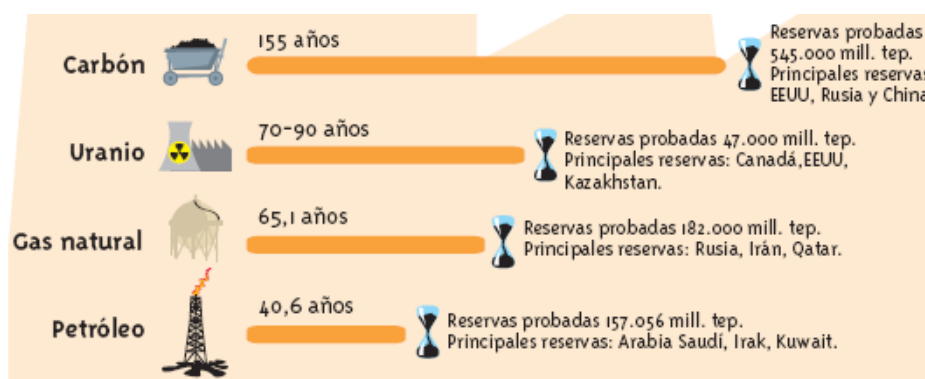 Carbón
155 años
Reservas probadas
545.000 mill. tep.
Principales reservas
EEUU, Rusia y China
Uranio
70-90 años
Reservas probadas 47.000 mill. tep.
Principales reservas: Canadá,EEUU,
Kazakhstan.
Gas natural
65,1 años
Reservas probadas 182.000 mill. tep.
Principales reservas: Rusia, Irán, Qatar.
Petróleo
40,6 años
Reservas probadas 157.056 mill. tep.
Principales reservas: Arabia Saudí, Irak, Kuwait.